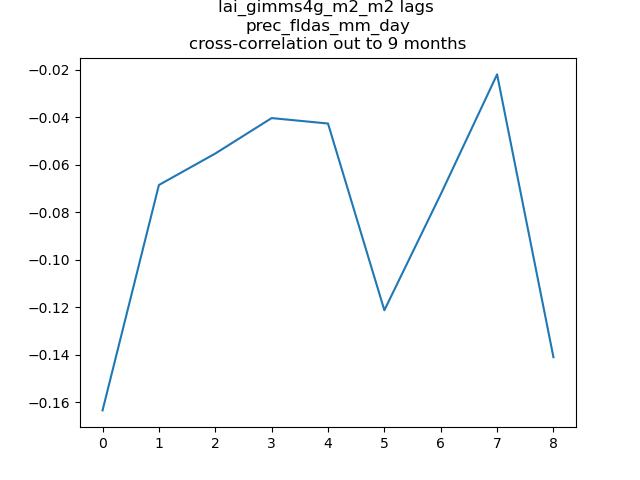 lai_gimms4g_m2_m2 lags
prec_fldas_mm_day
cross-correlation out to 9 months
−0.02
−0.04
−0.06
−0.08
−0.10
−0.12
−0.14
−0.16
0 1 2 3 4 5 6 7 8